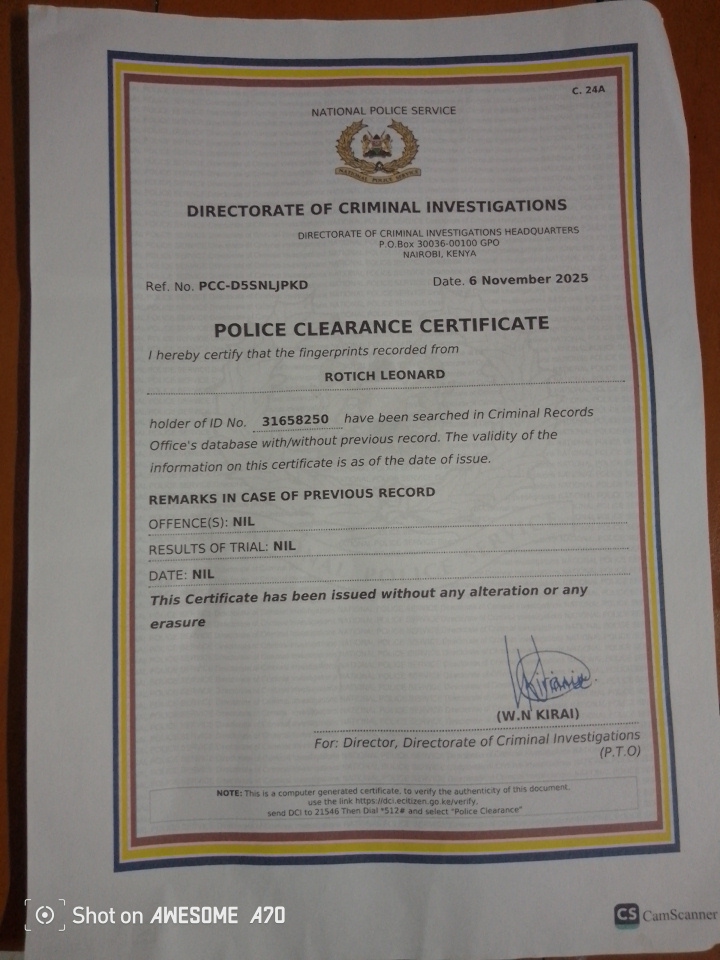 C. 24A
NATIONAL POLICE SERVICE
NATIONAL POLICE SERVICE
DIRECTORATE OF CRIMINAL INVESTIGATIONS
DIRECTORATE OF CRIMINAL INVESTIGATIONS HEADQUARTERS
P.O.Box 30036-00100 GPO
NAIROBI, KENYA
Ref. No. PCC-D5SNLJPKD
Date. 6 November 2025
POLICE CLEARANCE CERTIFICATE
I hereby certify that the fingerprints recorded from
ROTICH LEONARD
holder of ID No. 31658250 have been searched in Criminal Records
Office's database with/without previous record. The validity of the
information on this certificate is as of the date of issue.
REMARKS IN CASE OF PREVIOUS RECORD
OFFENCE(S): NIL
RESULTS OF TRIAL: NIL
DATE: NIL
This Certificate has been issued without any alteration or any
erasure
(W.N KIRAI)
For: Director, Directorate of Criminal Investigations
(P.T.O)
NOTE: This is a computer generated certificate, to verify the authenticity of this document,
use the link https://dci.ecitizen.go.ke/verify.
send DCI to 21546 Then Dial *512# and select "Police Clearance"
Shot on AWESOME A70
CS CamScanner